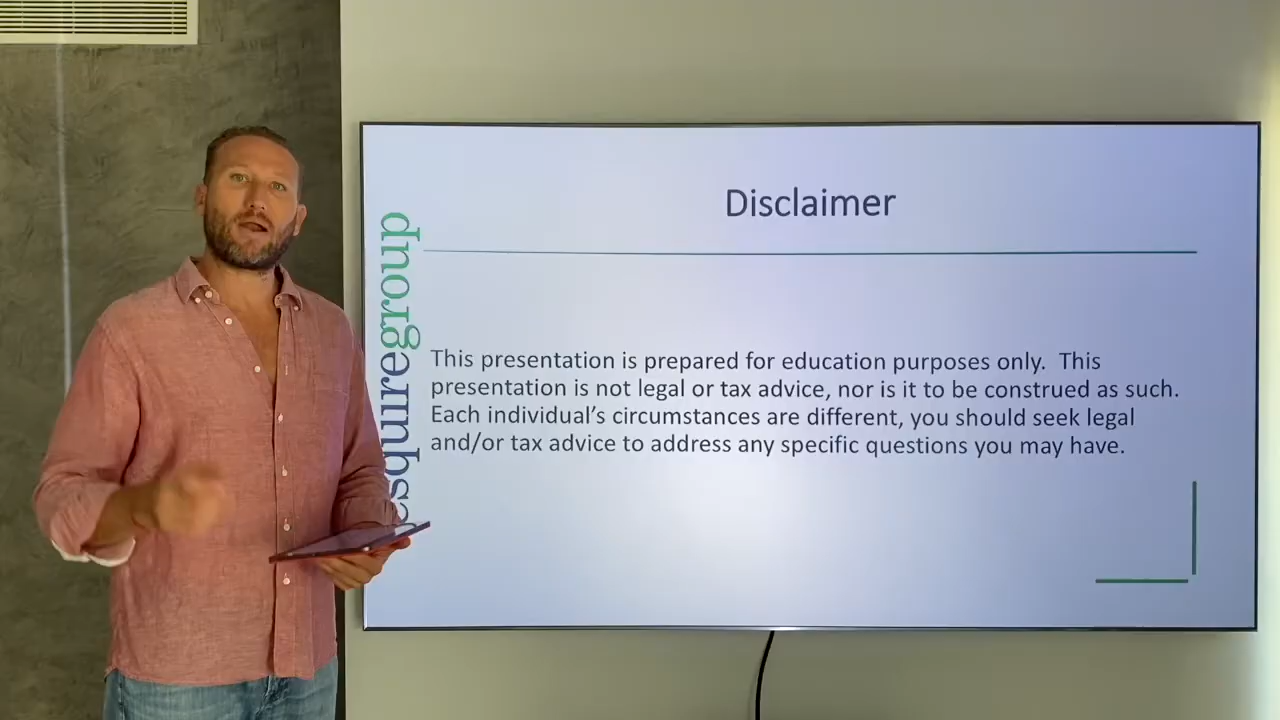 Disclaimer
esquiregroup
This presentation is prepared for education purposes only. This
presentation is not legal or tax advice, nor is it to be construed as such.
Each individual's circumstances are different, you should seek legal
and/or tax advice to address any specific questions you may have.